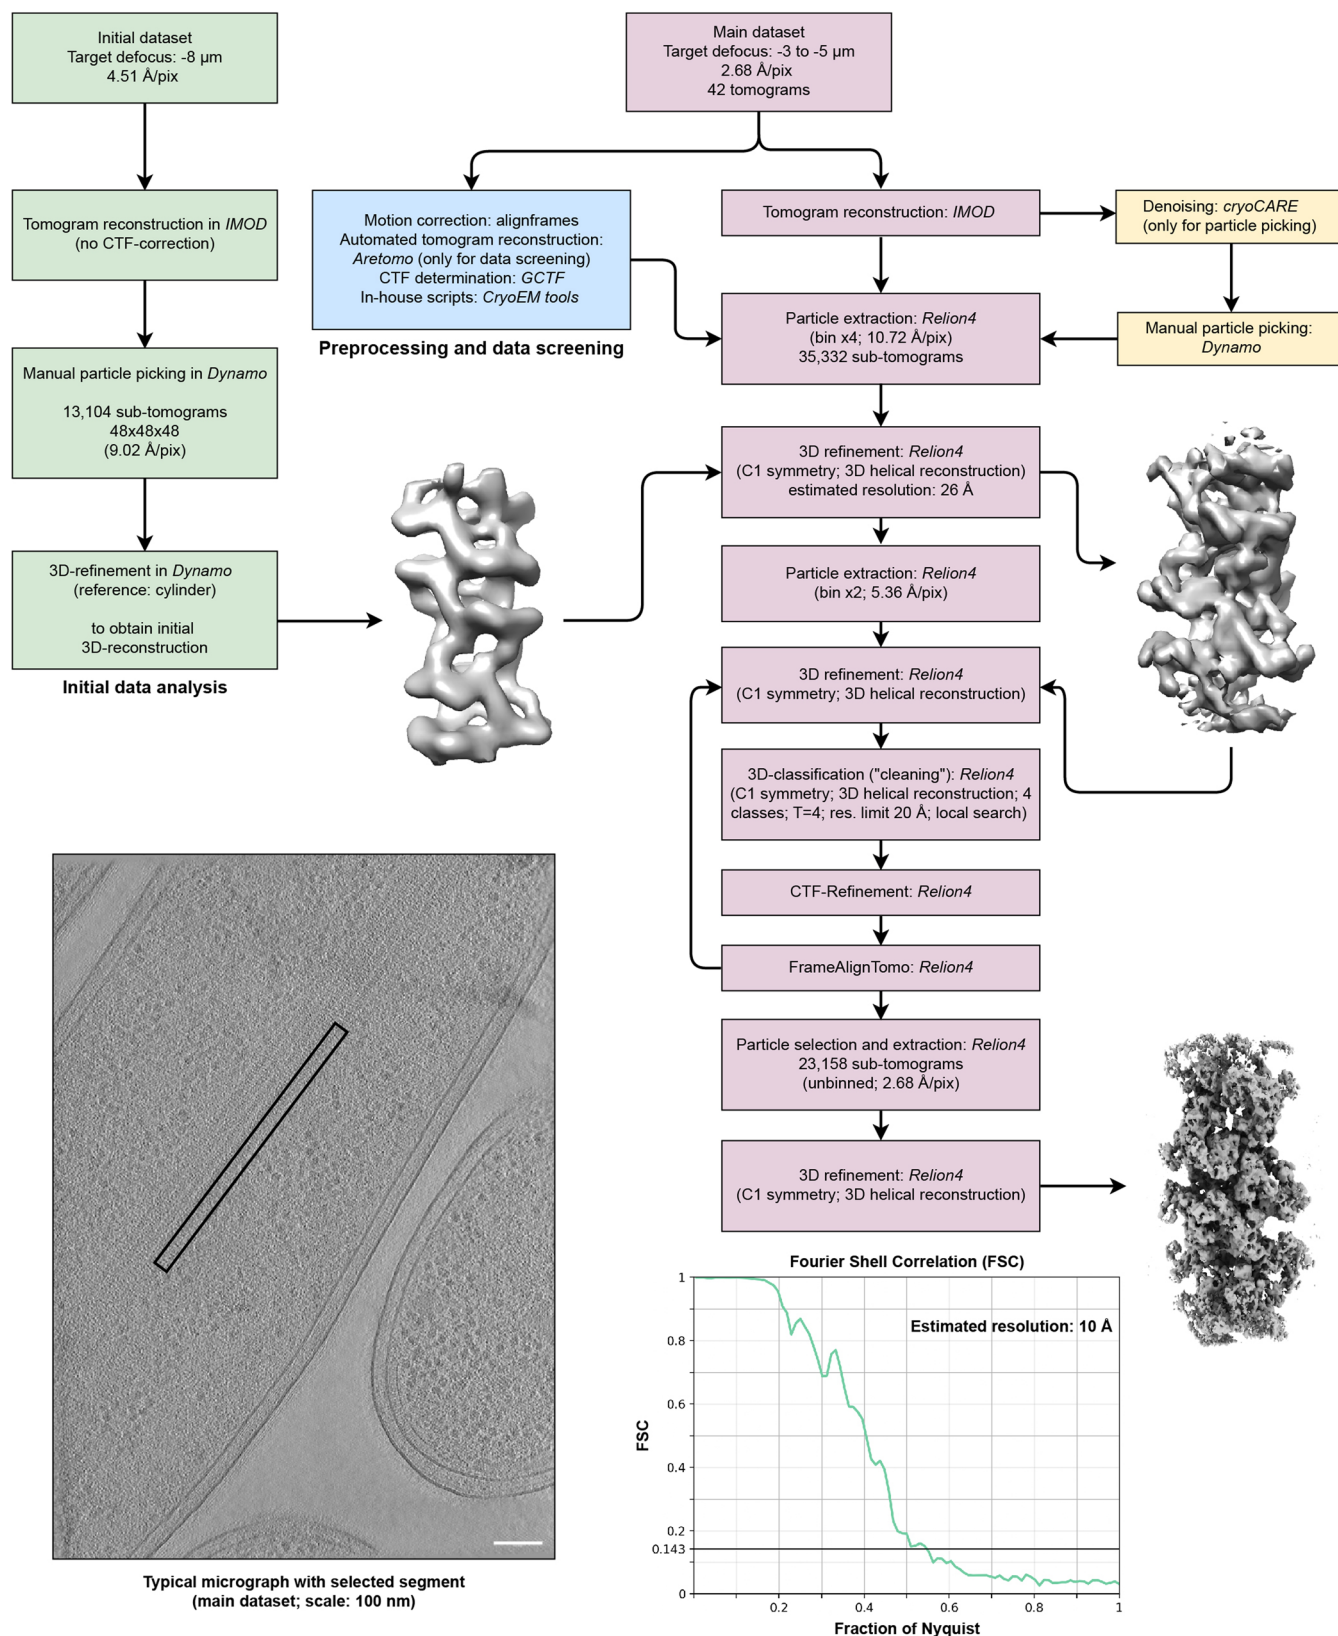 Initial dataset
Target defocus: -8 µm
4.51 Å/pix
Tomogram reconstruction in IMOD
(no CTF-correction)
Manual particle picking in Dynamo
13,104 sub-tomograms
48x48x48
(9.02 Å/pix)
3D-refinement in Dynamo
(reference: cylinder)
to obtain initial
3D-reconstruction
Initial data analysis
Main dataset
Target defocus: -3 to -5 µm
2.68 Å/pix
42 tomograms
Motion correction: alignframes
Automated tomogram reconstruction:
Aretomo (only for data screening)
CTF determination: GCTF
In-house scripts: CryoEM tools
Preprocessing and data screening
Tomogram reconstruction: IMOD
Denoising: cryoCARE
(only for particle picking)
Manual particle picking:
Dynamo
Particle extraction: Relion4
(bin x4; 10.72 Å/pix)
35,332 sub-tomograms
3D refinement: Relion4
(C1 symmetry; 3D helical reconstruction)
estimated resolution: 26 Å
Particle extraction: Relion4
(bin x2; 5.36 Å/pix)
3D refinement: Relion4
(C1 symmetry; 3D helical reconstruction)
3D-classification ("cleaning"): Relion4
(C1 symmetry; 3D helical reconstruction; 4
classes; T=4; res. limit 20 Å; local search)
CTF-Refinement: Relion4
FrameAlignTomo: Relion4
Particle selection and extraction: Relion4
23,158 sub-tomograms
(unbinned; 2.68 Å/pix)
3D refinement: Relion4
(C1 symmetry; 3D helical reconstruction)
Typical micrograph with selected segment
(main dataset; scale: 100 nm)
Fourier Shell Correlation (FSC)
Estimated resolution: 10 Å
FSC
1
0.8
0.6
0.4
0.2
0.143
0
0.2
0.4
0.6
0.8
1
Fraction of Nyquist